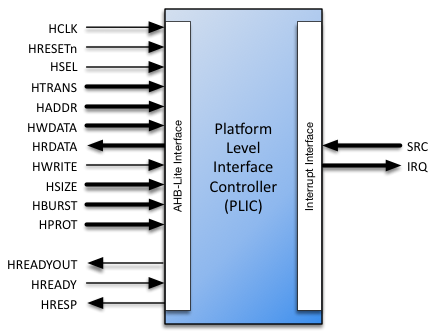 HCLK
HRESETn
HSEL
HTRANS
HADDR
HWDATA
HRDATA
HWRITE
HSIZE
HBURST
HPROT
HREADYOUT
HREADY
HRESP
AHB-Lite Interface
Platform
Level
Interface
Controller
(PLIC)
Interrupt Interface
SRC
IRQ